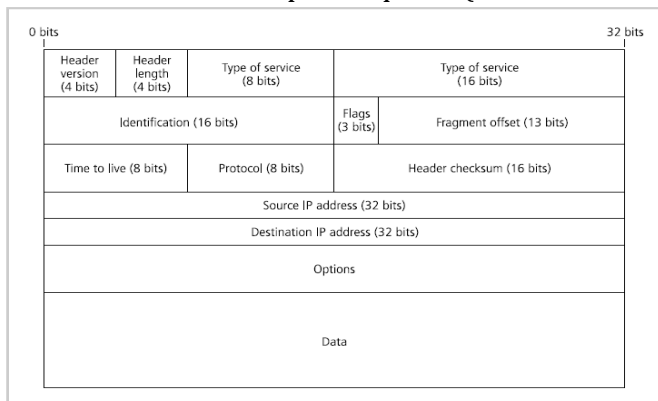 0 bits
32 bits
Header version (4 bits)
Header length (4 bits)
Type of service (8 bits)
Type of service (16 bits)
Identification (16 bits)
Flags (3 bits)
Fragment offset (13 bits)
Time to live (8 bits)
Protocol (8 bits)
Header checksum (16 bits)
Source IP address (32 bits)
Destination IP address (32 bits)
Options
Data